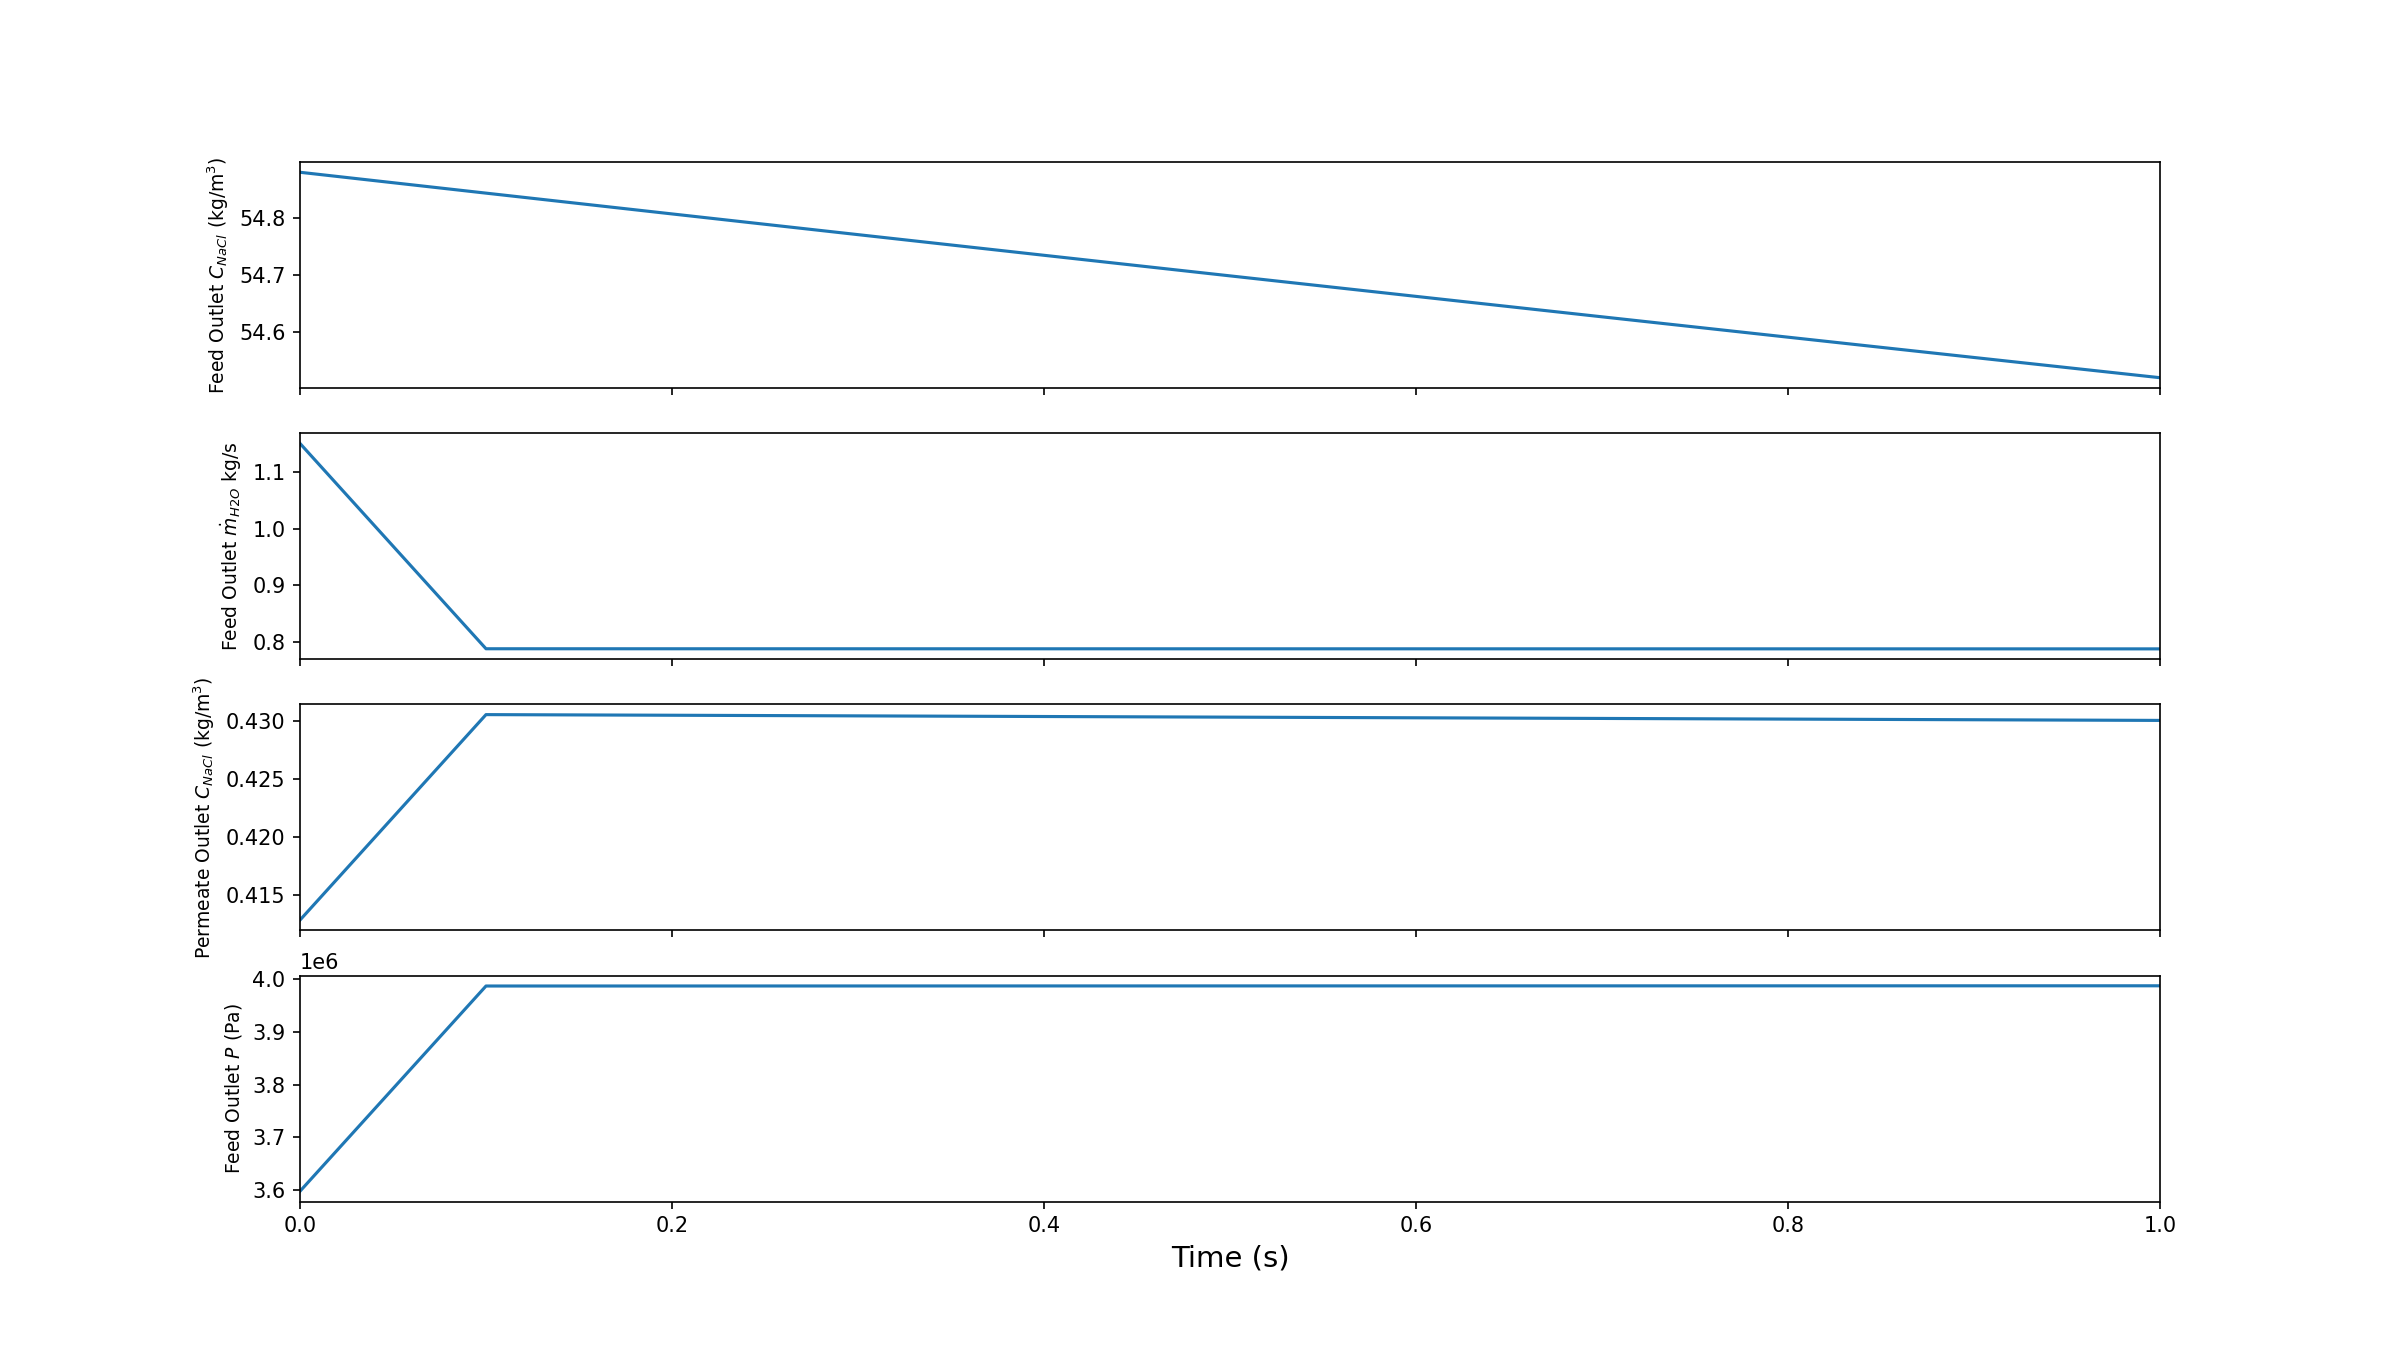 Feed Outlet C_NaCl (kg/m³)
54.8
54.7
54.6
Feed Outlet ṁ_H2O kg/s
1.1
1.0
0.9
0.8
Permeate Outlet C_NaCl (kg/m³)
0.430
0.425
0.420
0.415
1e6
Feed Outlet P (Pa)
4.0
3.9
3.8
3.7
3.6
0.0 0.2 0.4 0.6 0.8 1.0
Time (s)